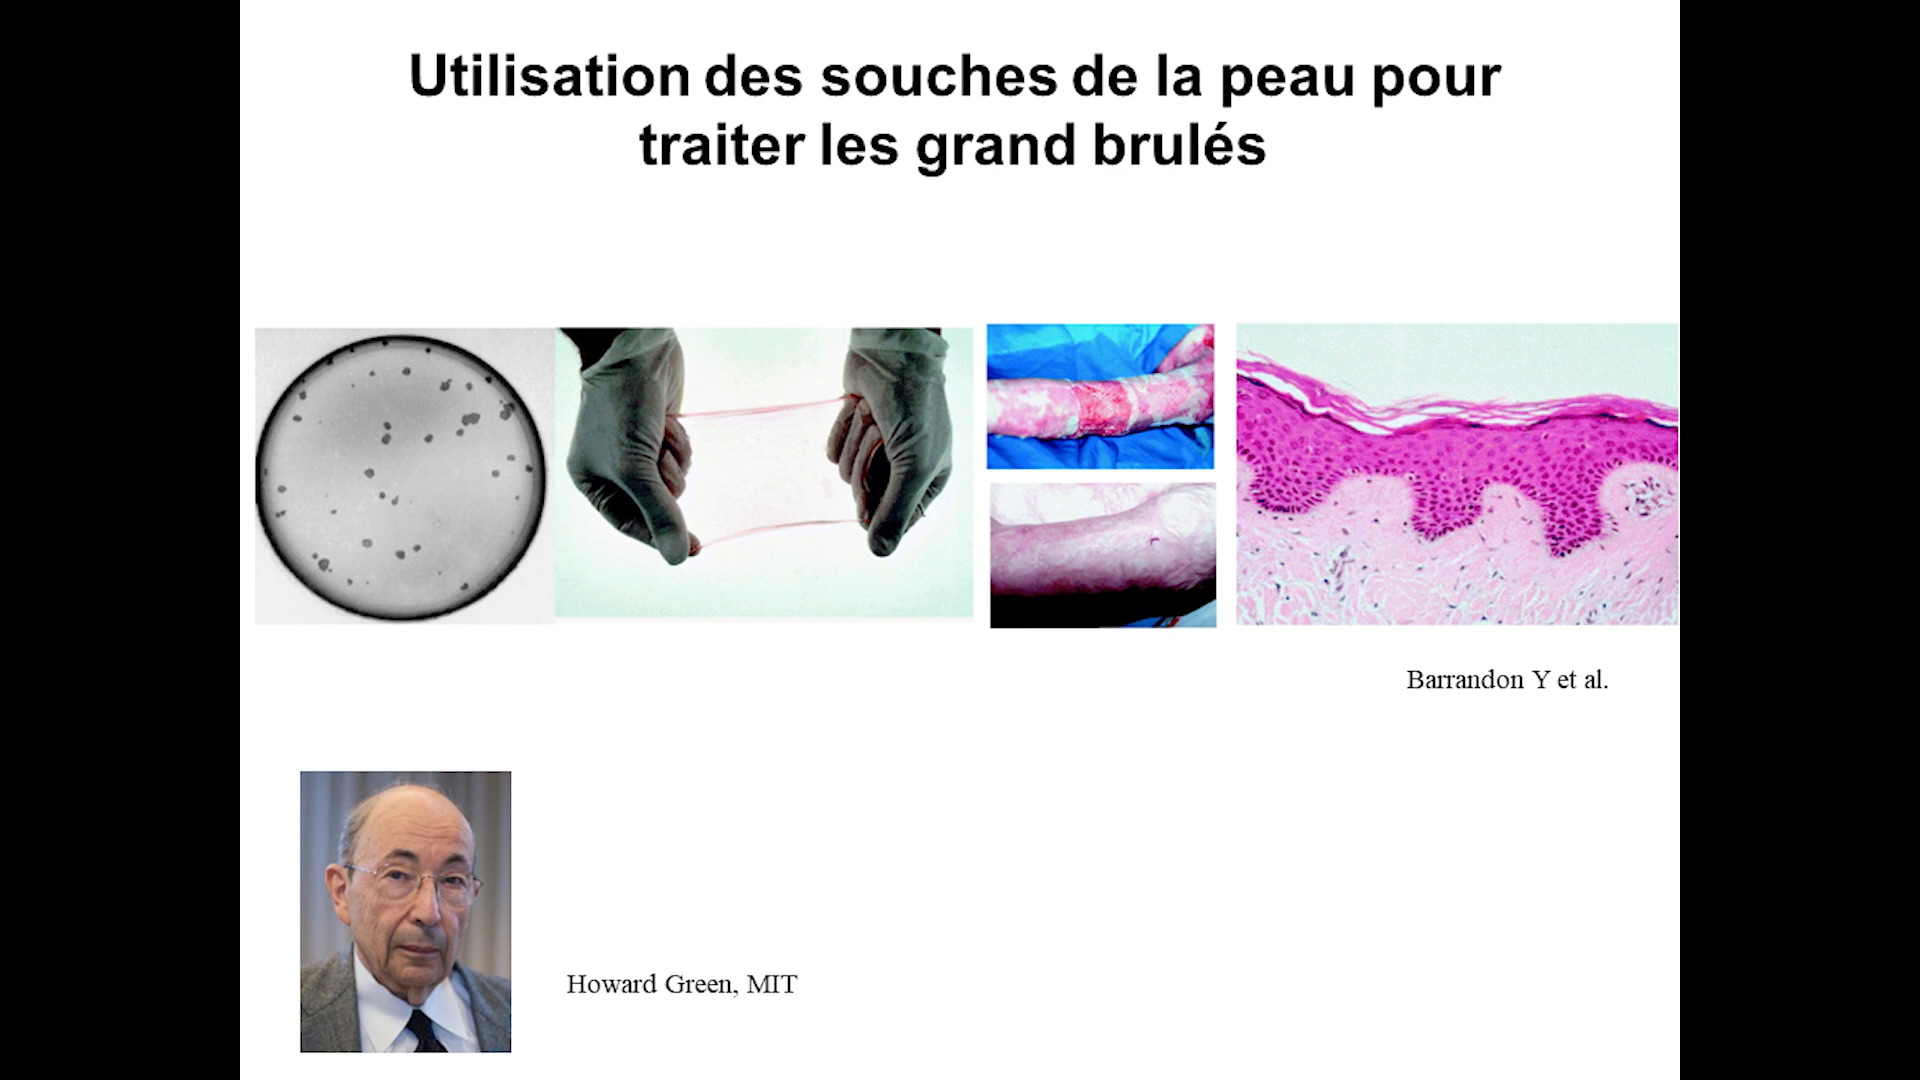 Utilisation des souches de la peau pour
traiter les grand brulés
Barrandon Y et al.
Howard Green, MIT